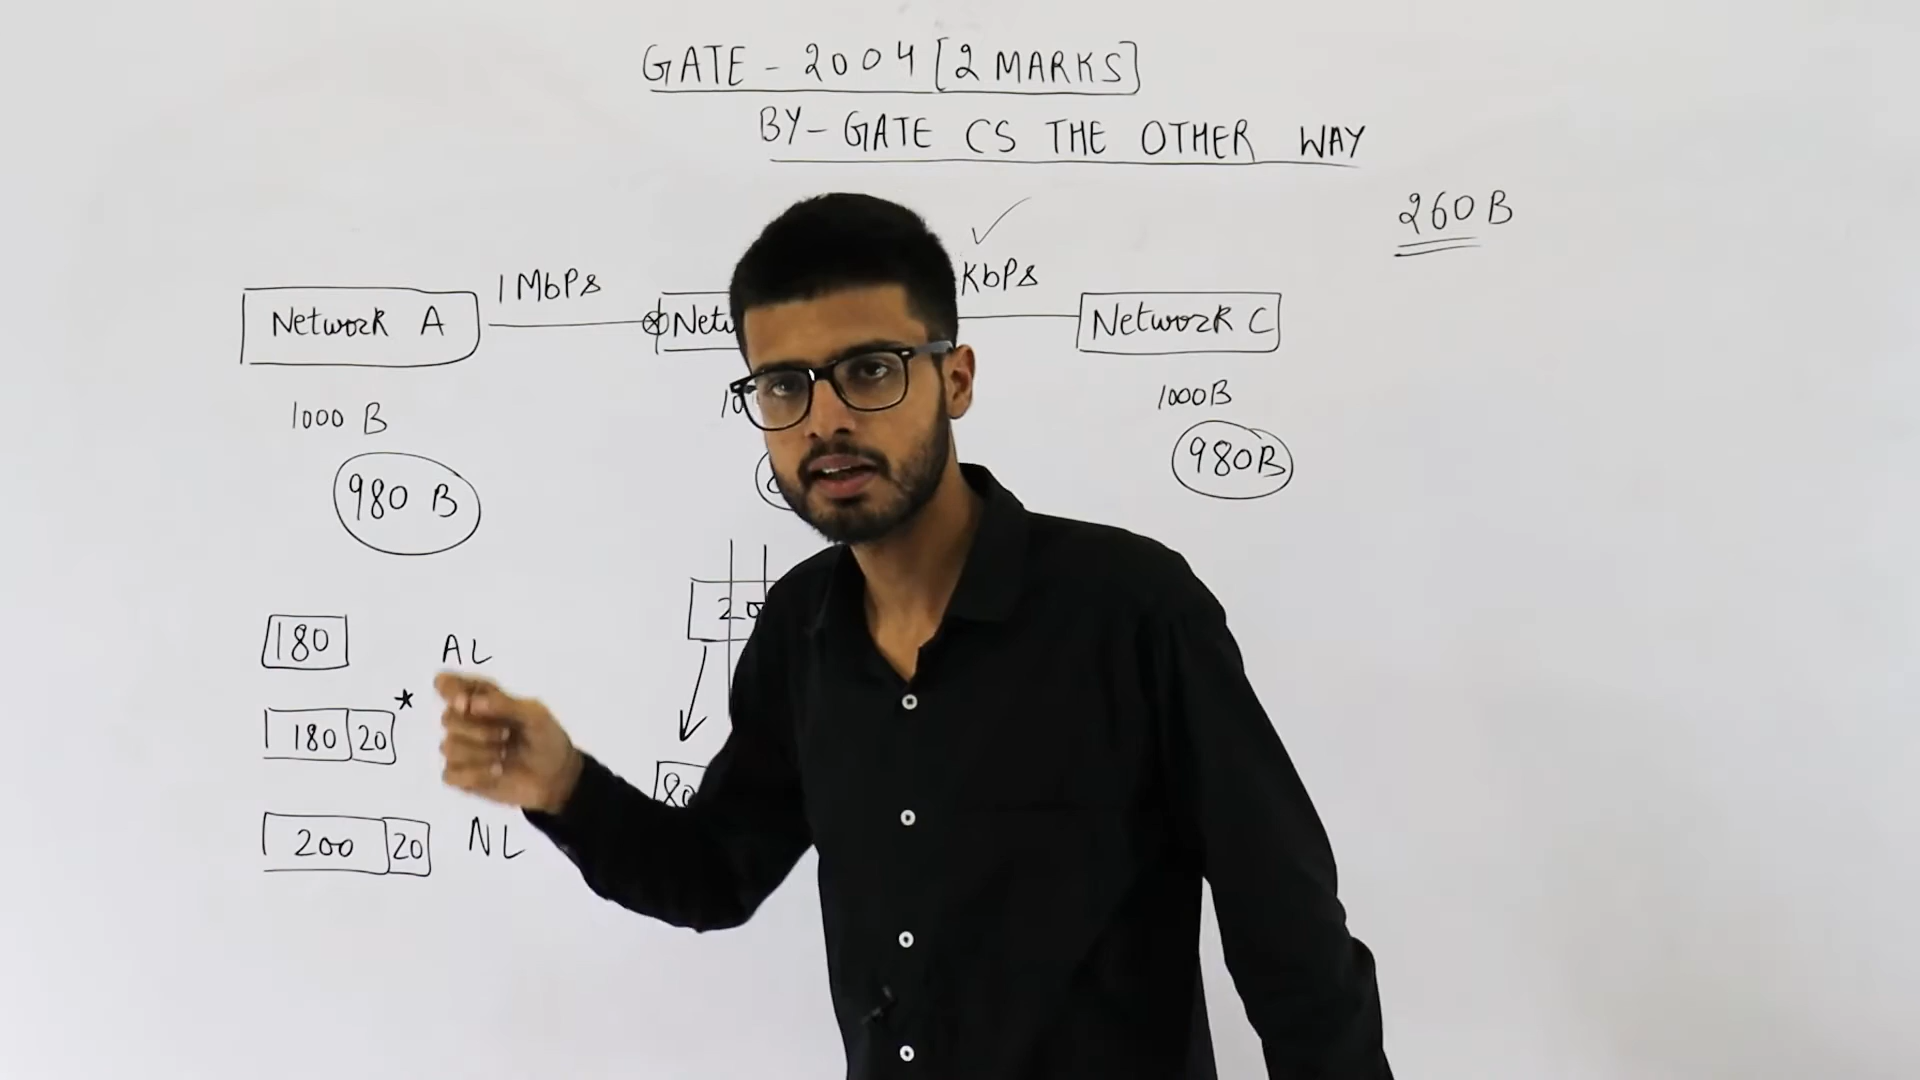 GATE - 2004 [2 MARKS]
BY - GATE CS THE OTHER WAY
260 B
1 MbPs
KbPs
Network A
Network C
1000 B
1000B
980 B
980B
180
AL
180 20 *
80
200 20
NL